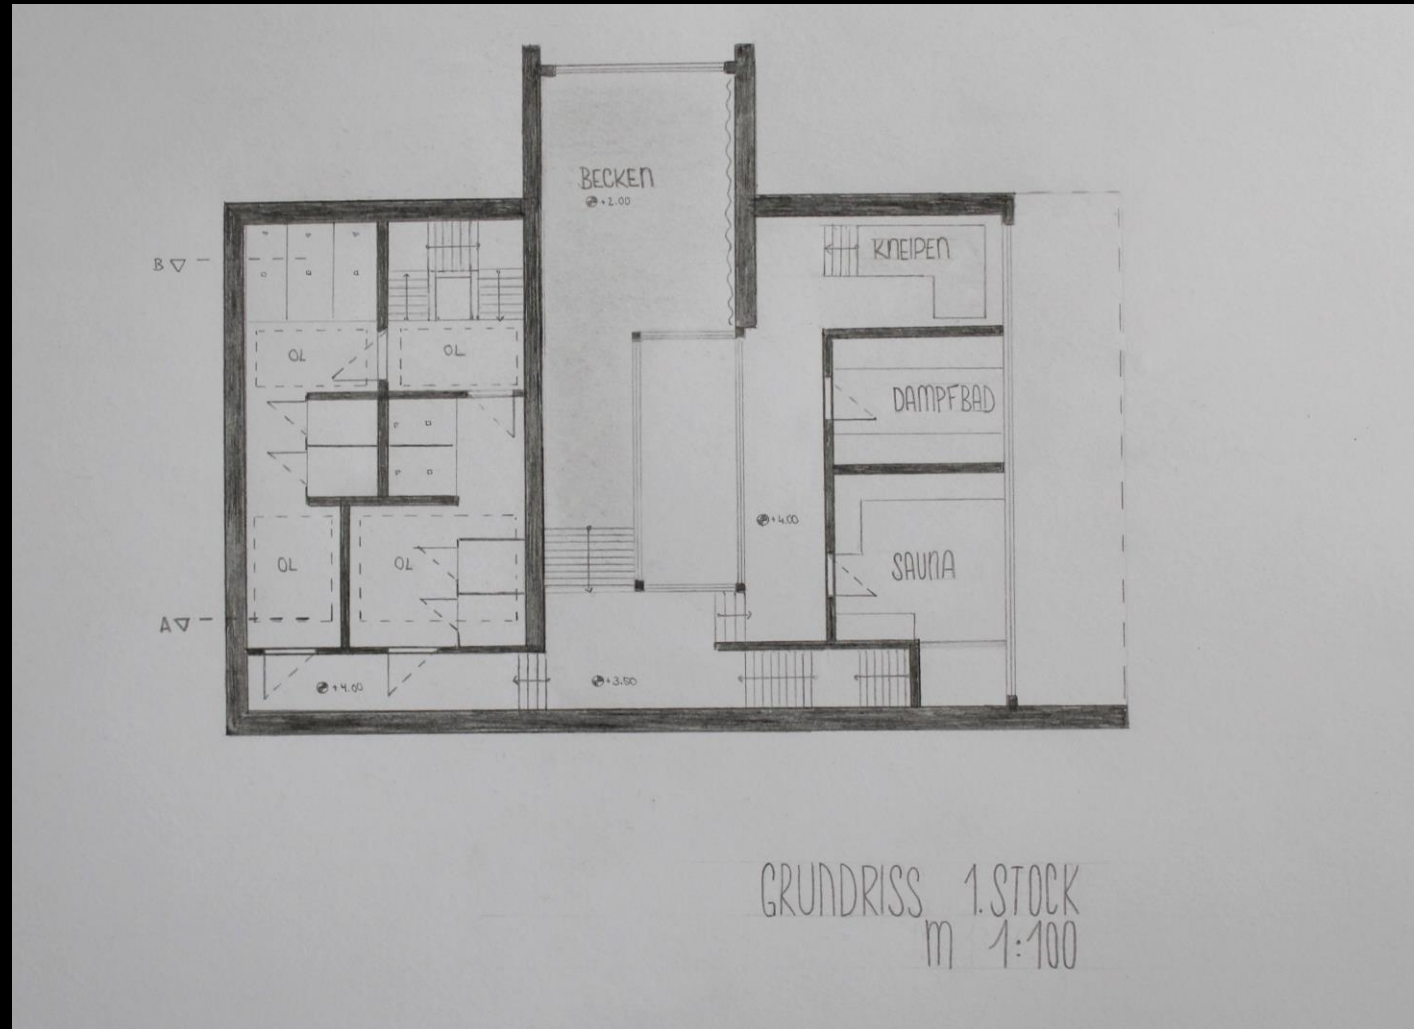 BECKEN
+2.00
KNEIPEN
B
OL
OL
DAMPFBAD
+4.00
OL
OL
SAUNA
A
+4.00
+3.50
GRUNDRISS 1.STOCK
M 1:100